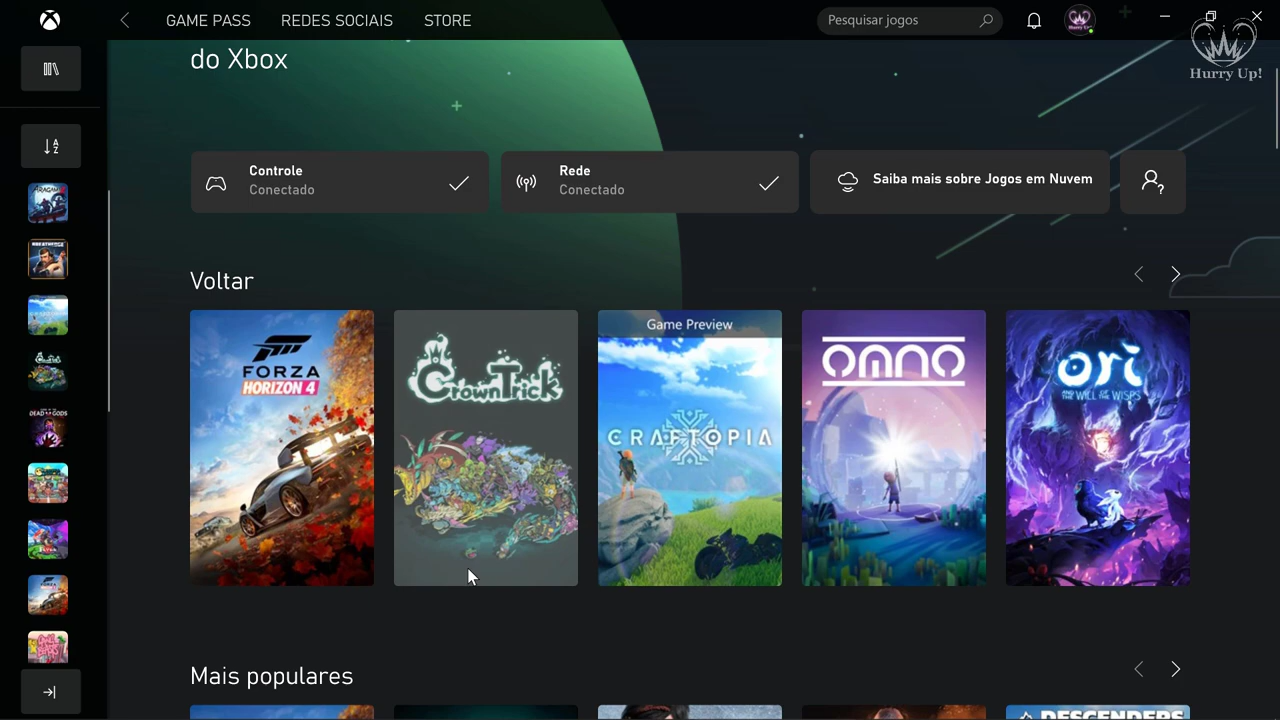 GAME PASS
REDES SOCIAIS
STORE
Pesquisar jogos
Hurry Up!
do Xbox
Controle
Conectado
Rede
Conectado
Saiba mais sobre Jogos em Nuvem
Voltar
FORZA
HORIZON 4
CrownTrick
Game Preview
CRAFTOPIA
OMNO
ori
AND THE WILL OF THE WISPS
Mais populares
DESCENDERS